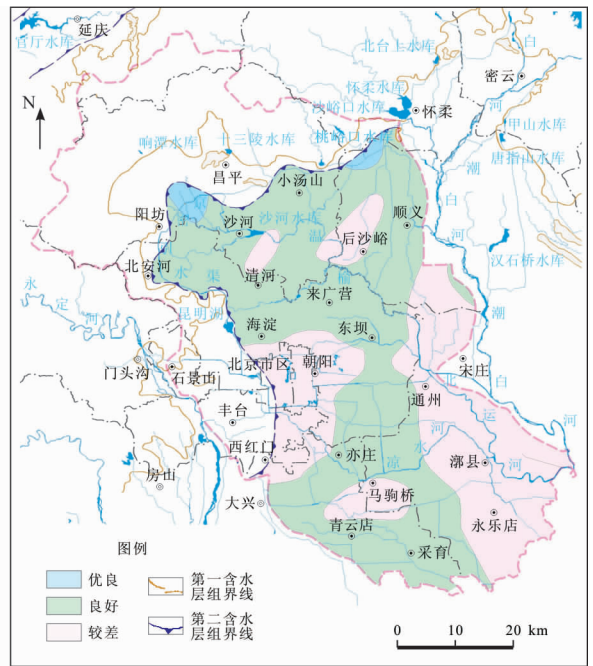 延庆
官厅水库
北台上水库
白
密云
怀柔水库
怀柔
沙峪口水库
河
N
桃峪口水库
甲山水库
响潭水库
十三陵水库
潮
唐指山水库
昌平
小汤山
京
白
阳坊
沙河
沙河水库
顺义
温
后沙峪
河
汉石桥水库
北安河
水
渠
清河
榆
永
定
河
来广营
昆明湖
潮
海淀
东坝
门头沟
石景山
北京市区
朝阳
宋庄
北
白
丰台
通州
运
河
西红门
亦庄
河
水
漷县
河
凉
房山
马驹桥
大兴
青云店
永乐店
采育
图例
优良
良好
较差
第一含水
层组界线
第二含水
层组界线
0 10 20 km